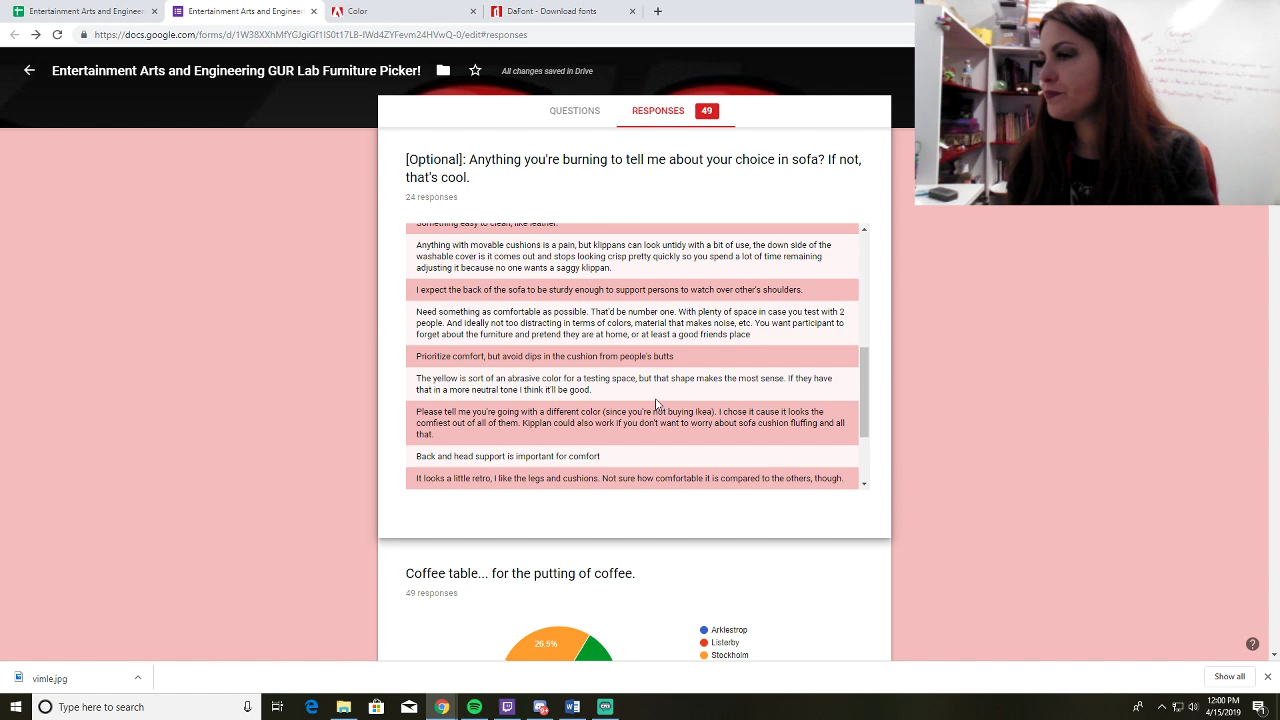 Entertainment Arts and Engineer
Entertainment Arts and Engineer
Color
DaFont - Download fonts
Entertainment Arts and Engineering GUR Lab Furniture Picker!
All changes saved in Drive
QUESTIONS
RESPONSES
49
[Optional]: Anything you're burning to tell me about your choice in sofa? If not,
that's cool.
24 responses
Something easy to clean, like leather.
Anything with movable cushions is a pain, but klippans can look untidy with a bit of use, the down side of the
washable cover is it comes out and stops looking crisp pretty quickly so you spend a lot of time remaining
adjusting it because no one wants a saggy klippan.
I expect the back of the sofa to be sturdy enough to support persons to watch over other's shoulders.
Need something as comfortable as possible. That'd be number one. With plenty of space in case you test with 2
people. And ideally not too distracting in terms of colors, material that makes noise, etc. You want participant to
forget about the furniture and pretend they are at home, or at least a good friends place
Prioritize comfort, but avoid dips in the cushion from people's butts
The yellow is sort of an abrasive color for a testing space, but that shape makes the most sense. If they have
that in a more neutral tone I think it'll be good.
Please tell me you're going with a different color (since you're not buying Ikea). I chose it cause it looks the
comfiest out of all of them. Kipplan could also work if you don't want to worry about sofa cushion fluffing and all
that.
Back and head support is important for comfort
It looks a little retro, I like the legs and cushions. Not sure how comfortable it is compared to the others, though.
Coffee table... for the putting of coffee.
49 responses
26.5%
Arklestrop
Listerby
Stockholm
vimle.jpg
Show all
Type here to search
12:00 PM
4/15/2019